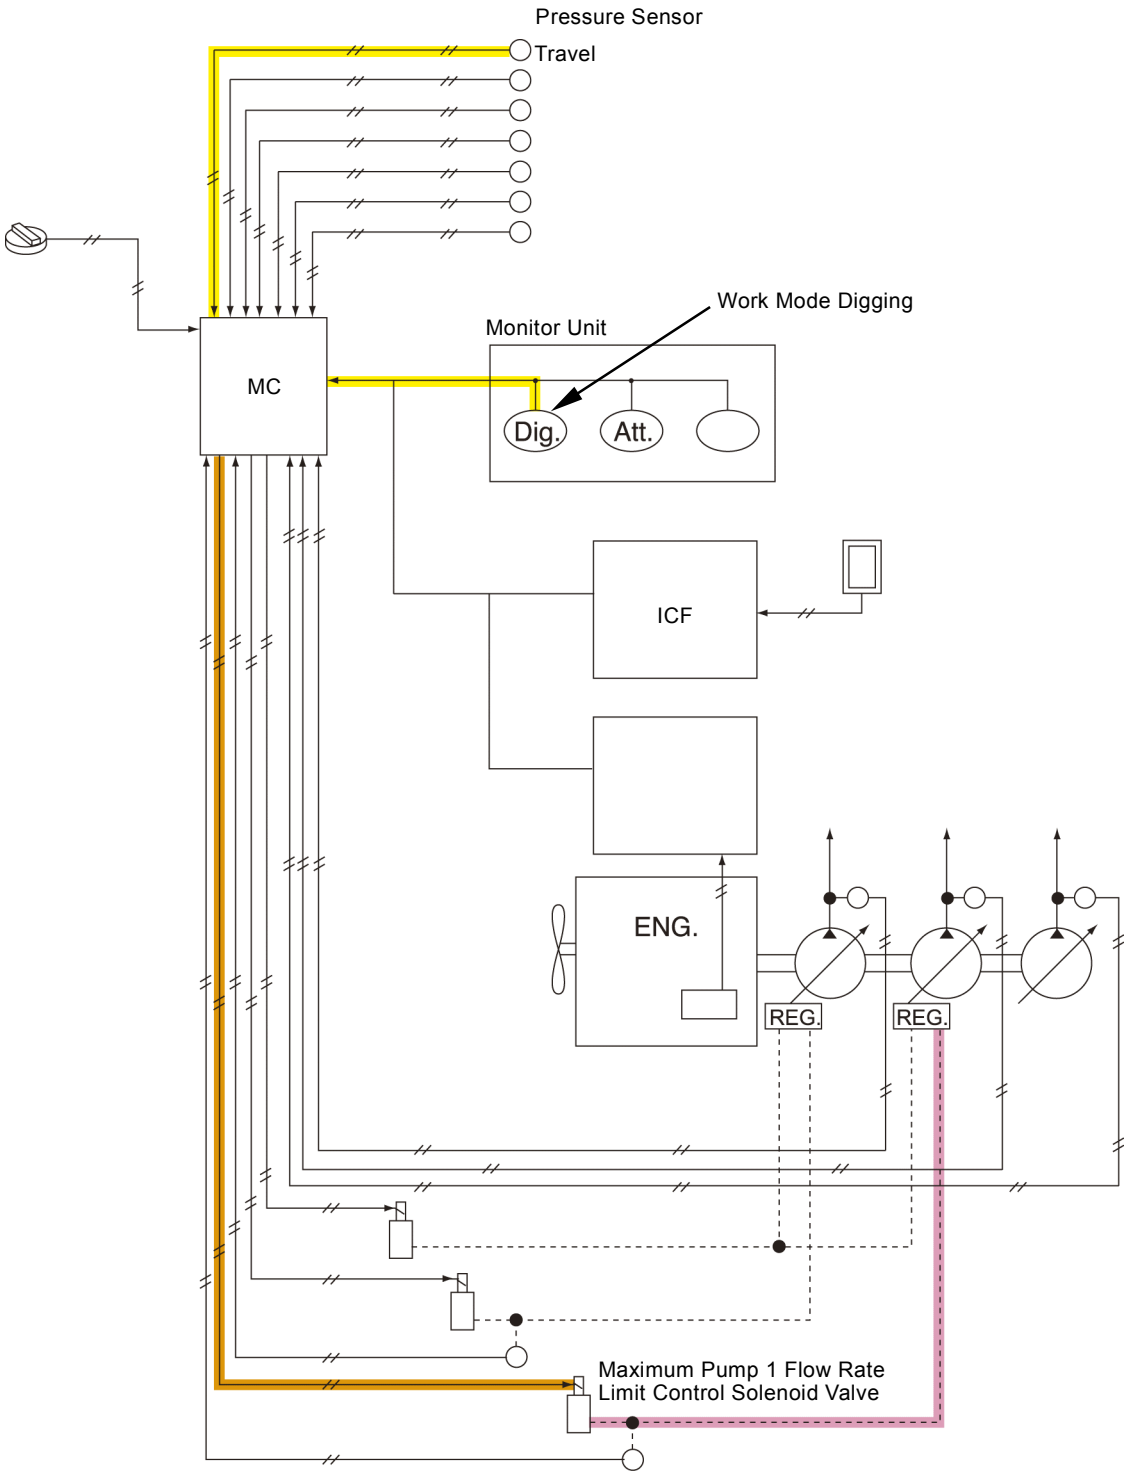 Pressure Sensor
Travel
Work Mode Digging
Monitor Unit
MC
Dig.
Att.
ICF
ENG.
REG.
REG.
Maximum Pump 1 Flow Rate
Limit Control Solenoid Valve